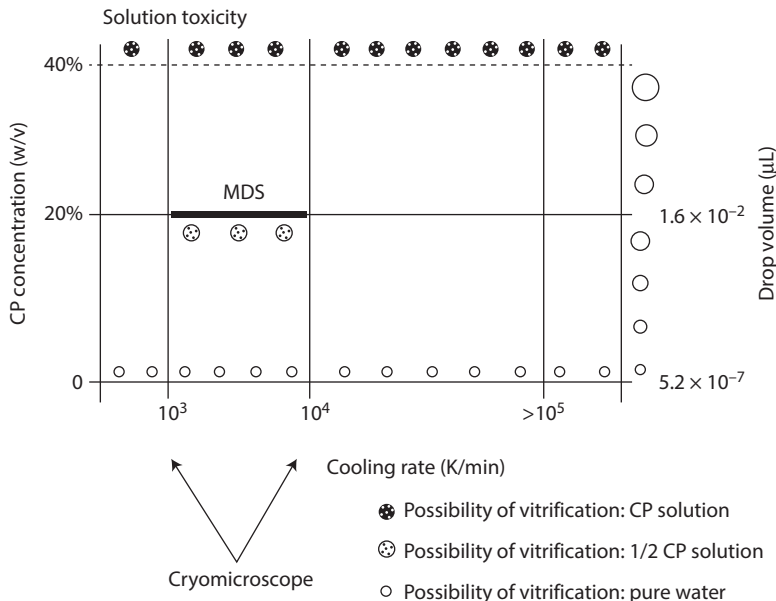 Solution toxicity
40%
CP concentration (w/v)
MDS
20%
1.6 × 10⁻²
Drop volume (µL)
0
5.2 × 10⁻⁷
10³
10⁴
>10⁵
Cooling rate (K/min)
Possibility of vitrification: CP solution
Possibility of vitrification: 1/2 CP solution
Cryomicroscope
Possibility of vitrification: pure water